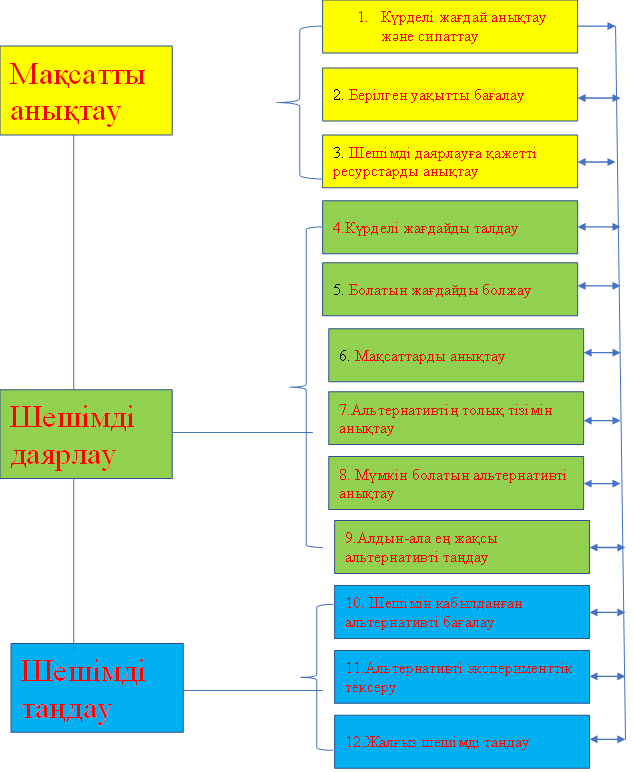 Мақсатты
анықтау
1. Күрделі жағдай анықтау
және сипаттау
2. Берілген уақытты бағалау
3. Шешімді даярлауға қажетті
ресурстарды анықтау
Шешімді
даярлау
4.Күрделі жағдайды талдау
5. Болатын жағдайды болжау
6. Мақсаттарды анықтау
7.Альтернативтің толық тізімін
анықтау
8. Мүмкін болатын альтернативті
анықтау
9.Алдын-ала ең жақсы
альтернативті таңдау
Шешімді
таңдау
10. Шешімін қабылданған
альтернативті бағалау
11.Альтернативті эксперименттік
тексеру
12.Жалғыз шешімді таңдау